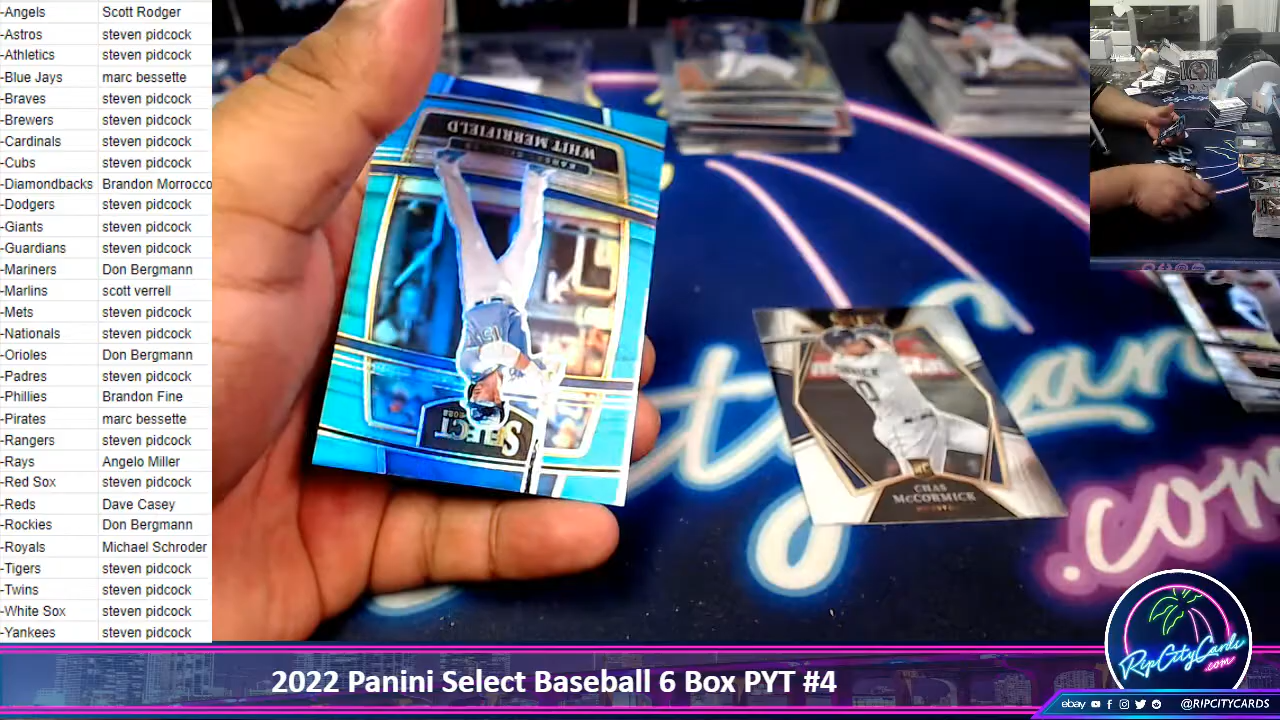 -Angels Scott Rodger
-Astros steven pidcock
-Athletics steven pidcock
-Blue Jays marc bessette
-Braves steven pidcock
-Brewers steven pidcock
-Cardinals steven pidcock
-Cubs steven pidcock
-Diamondbacks Brandon Morrocco
-Dodgers steven pidcock
-Giants steven pidcock
-Guardians steven pidcock
-Mariners Don Bergmann
-Marlins scott verrell
-Mets steven pidcock
-Nationals steven pidcock
-Orioles Don Bergmann
-Padres steven pidcock
-Phillies Brandon Fine
-Pirates marc bessette
-Rangers steven pidcock
-Rays Angelo Miller
-Red Sox steven pidcock
-Reds Dave Casey
-Rockies Don Bergmann
-Royals Michael Schroder
-Tigers steven pidcock
-Twins steven pidcock
-White Sox steven pidcock
-Yankees steven pidcock
WHIT MERRIFIELD
SELECT
RC
CHAS
MCCORMICK
.com
RipCityCards
.com
2022 Panini Select Baseball 6 Box PYT #4
ebay @RIPCITYCARDS